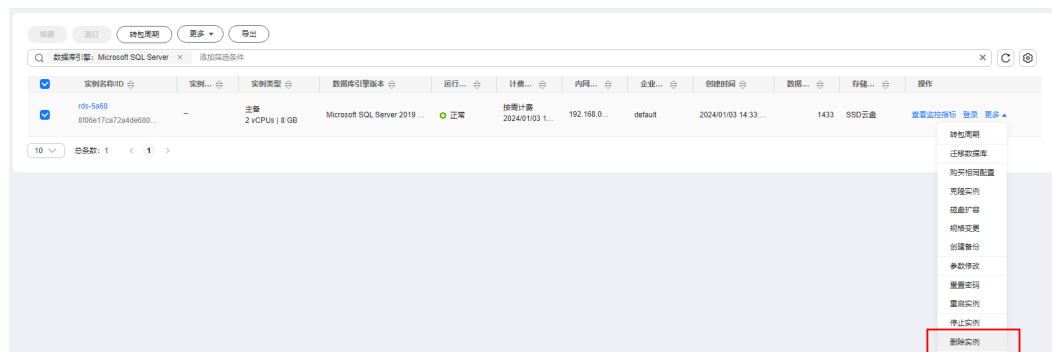 编辑 退订 转包周期 更多 导出
数据库引擎: Microsoft SQL Server × 添加筛选条件
实例名称/ID 实例... 实例类型 数据库引擎版本 运行... 计费... 内网... 企业... 创建时间 数据... 存储... 操作
rds-5a68 主备 按需计费
8f06e17ca72a4de680... -- 2 vCPUs | 8 GB Microsoft SQL Server 2019 ... 正常 2024/01/03 1... 192.168.0... default 2024/01/03 14:33:... 1433 SSD云盘 查看监控指标 登录 更多
10 总条数: 1 < 1 >
转包周期
迁移数据库
购买相同配置
克隆实例
磁盘扩容
规格变更
创建备份
参数修改
重置密码
重启实例
停止实例
删除实例